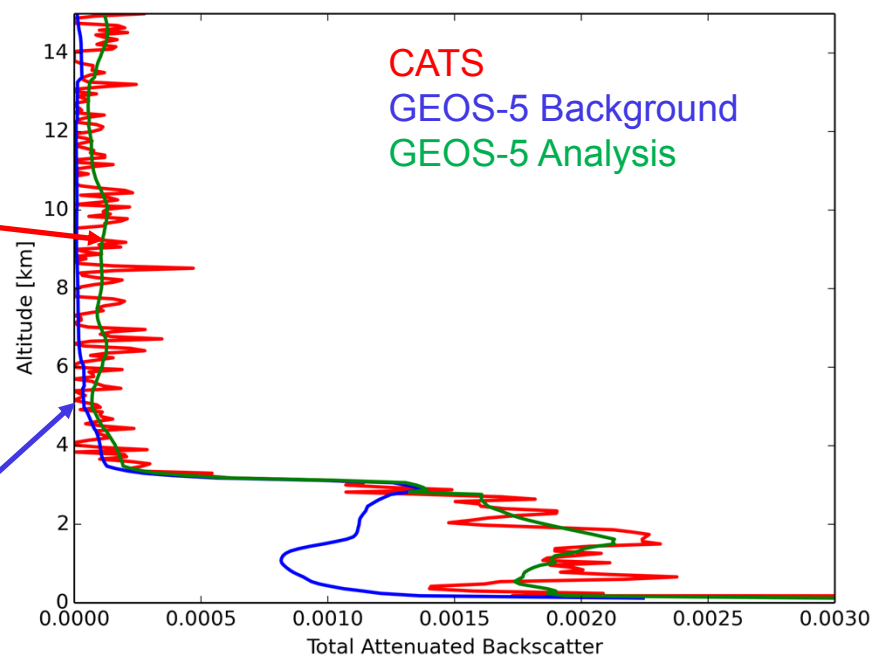 CATS
GEOS-5 Background
GEOS-5 Analysis
Altitude [km]
14
12
10
8
6
4
2
0
0.0000 0.0005 0.0010 0.0015 0.0020 0.0025 0.0030
Total Attenuated Backscatter